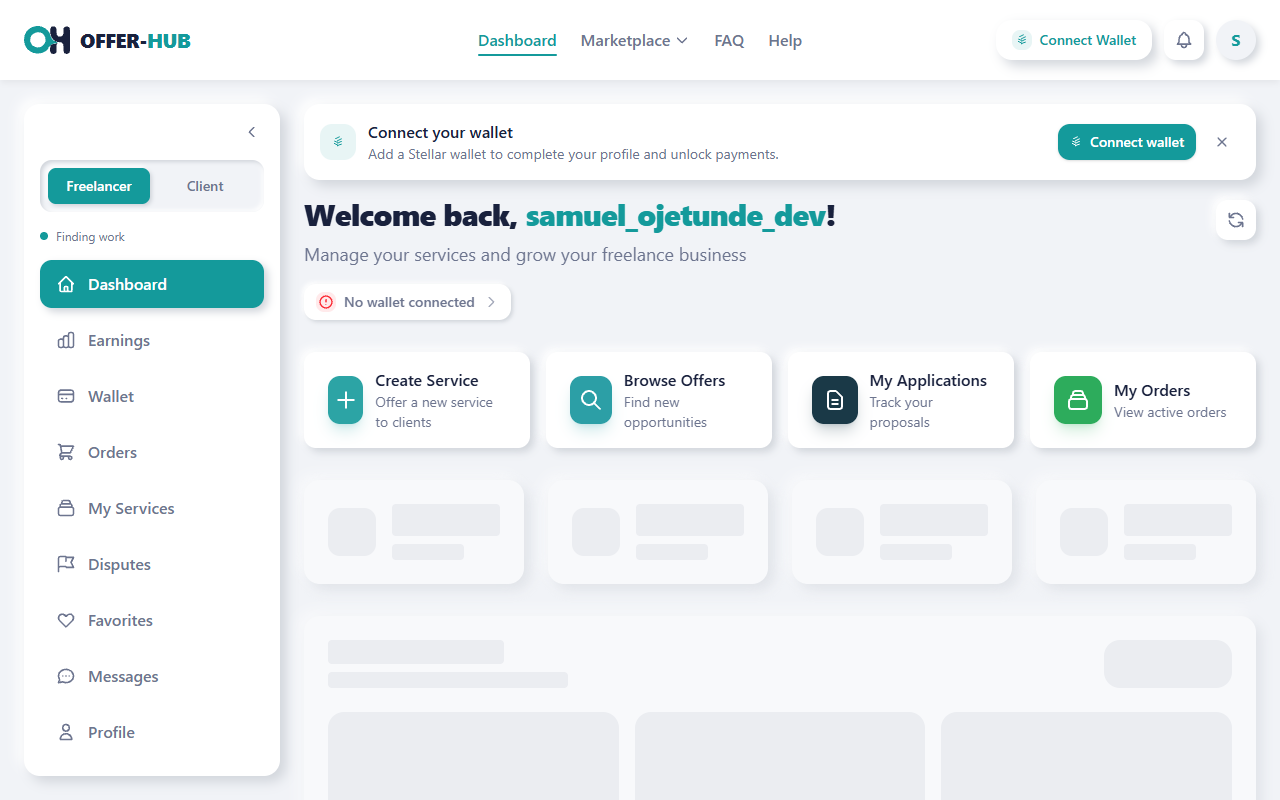 OFFER-HUB
Dashboard
Marketplace
FAQ
Help
Connect Wallet
S
Freelancer
Client
Finding work
Dashboard
Earnings
Wallet
Orders
My Services
Disputes
Favorites
Messages
Profile
Connect your wallet
Add a Stellar wallet to complete your profile and unlock payments.
Connect wallet
Welcome back, samuel_ojetunde_dev!
Manage your services and grow your freelance business
No wallet connected
Create Service
Offer a new service
to clients
Browse Offers
Find new
opportunities
My Applications
Track your
proposals
My Orders
View active orders